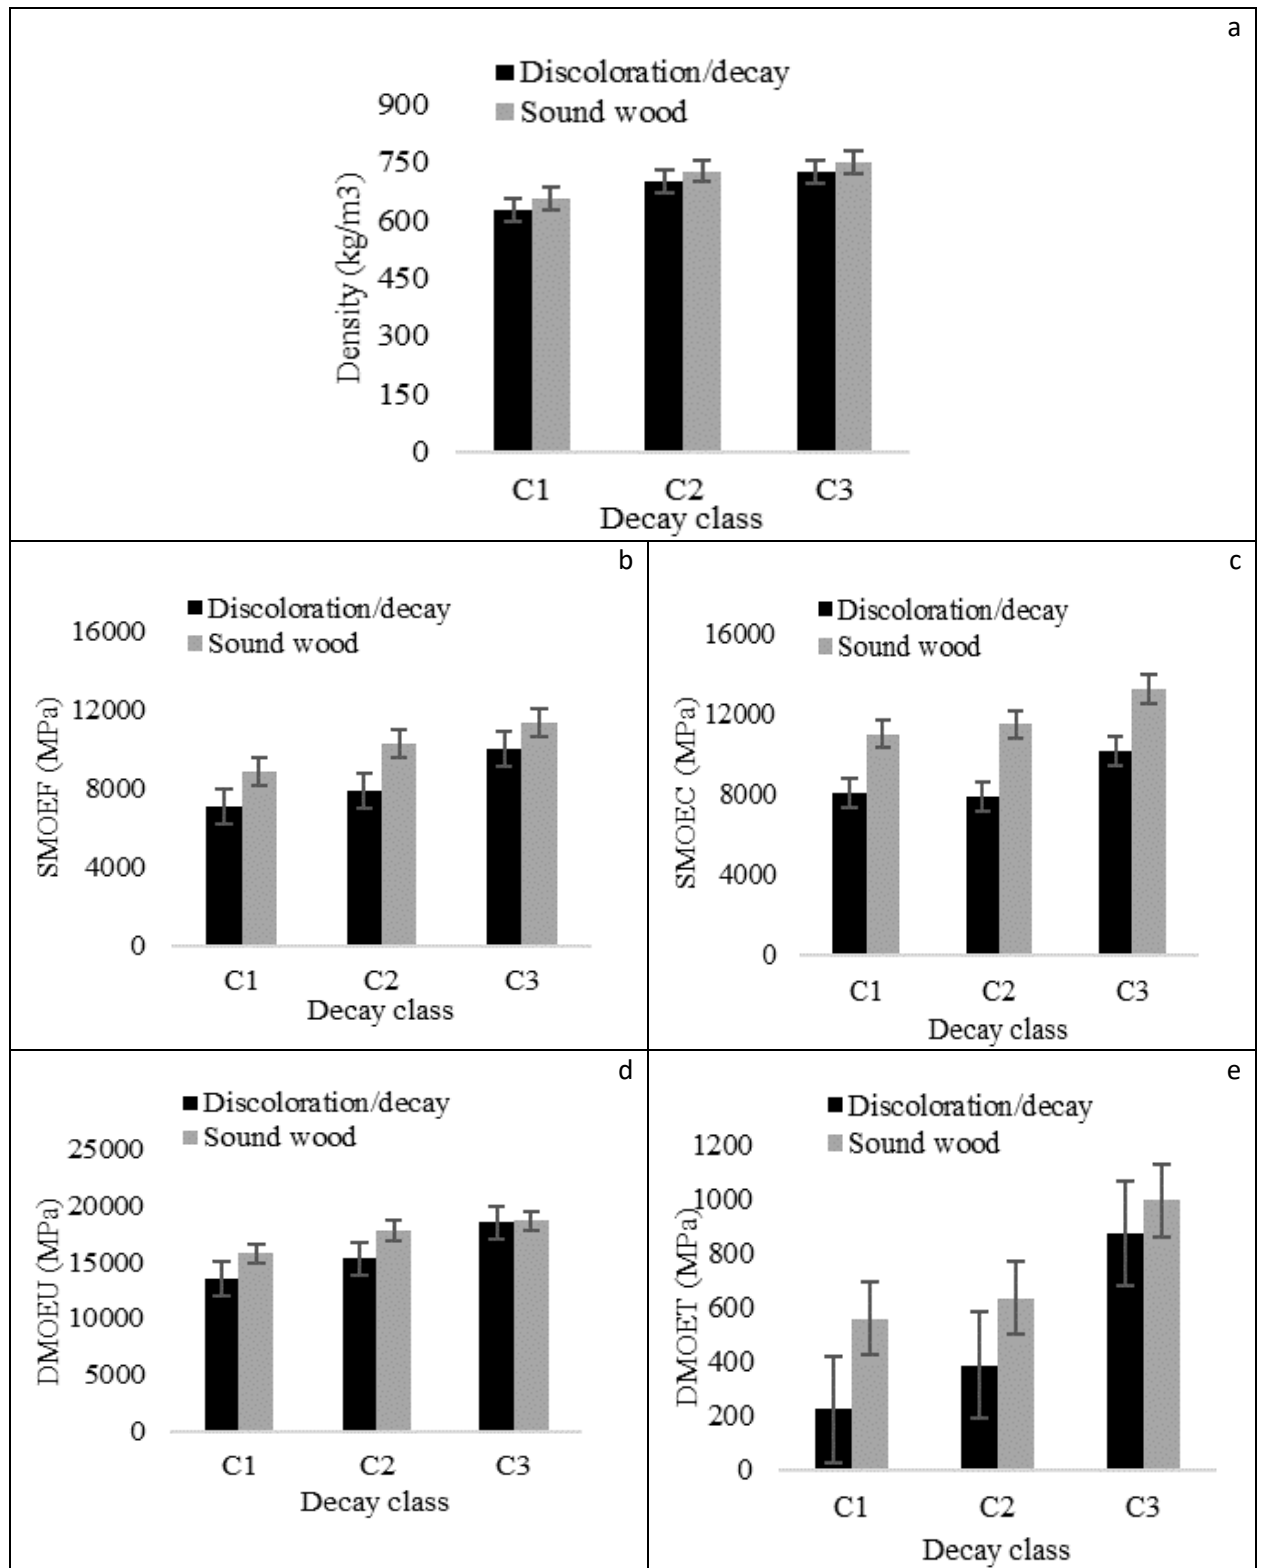 a
Discoloration/decay
Sound wood
900
750
600
450
300
150
0
Density (kg/m3)
C1 C2 C3
Decay class
b
Discoloration/decay
Sound wood
16000
12000
8000
4000
0
SMOEF (MPa)
C1 C2 C3
Decay class
c
Discoloration/decay
Sound wood
16000
12000
8000
4000
0
SMOEC (MPa)
C1 C2 C3
Decay class
d
Discoloration/decay
Sound wood
25000
20000
15000
10000
5000
0
DMOEU (MPa)
C1 C2 C3
Decay class
e
Discoloration/decay
Sound wood
1200
1000
800
600
400
200
0
DMOET (MPa)
C1 C2 C3
Decay class